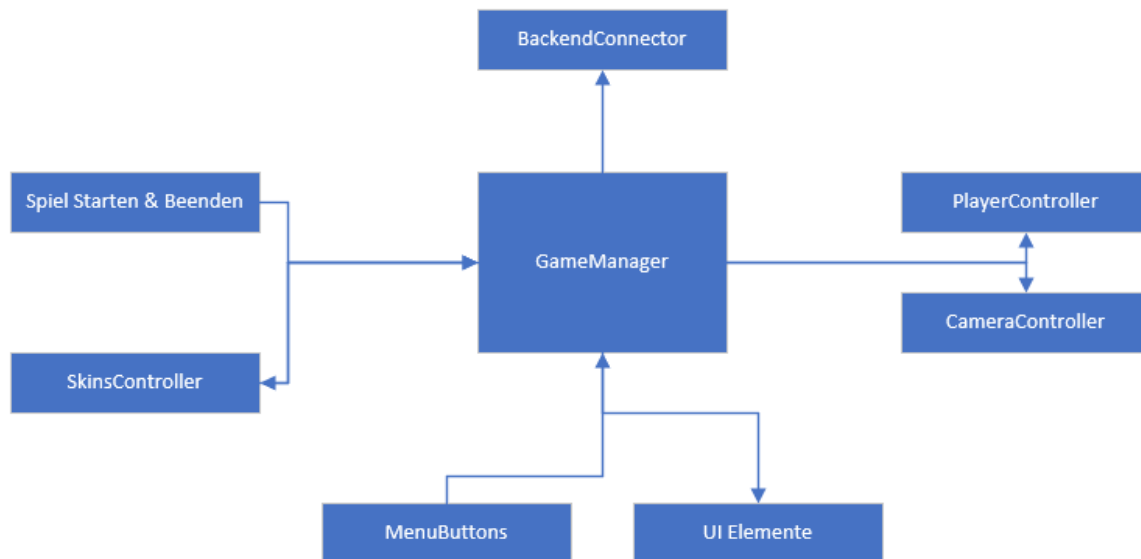 BackendConnector
Spiel Starten & Beenden
PlayerController
GameManager
CameraController
SkinsController
MenuButtons
UI Elemente